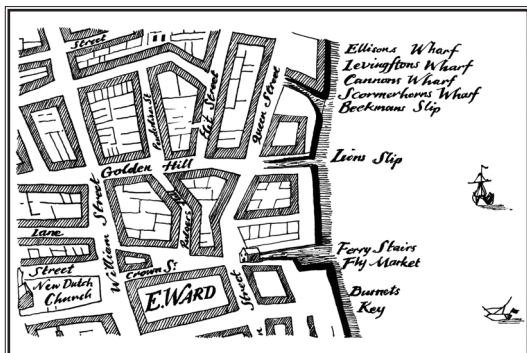 Street
Ellisons Wharf
Levingstons Wharf
Cannons Wharf
Scormerhorns Wharf
Beekmans Slip
Queen Street
Golden Hill
Lions Slip
William Street
Lane
Crown St.
Ferry Stairs
Fly Market
Street
New Dutch
Church
E. WARD
Street
Burnets
Key